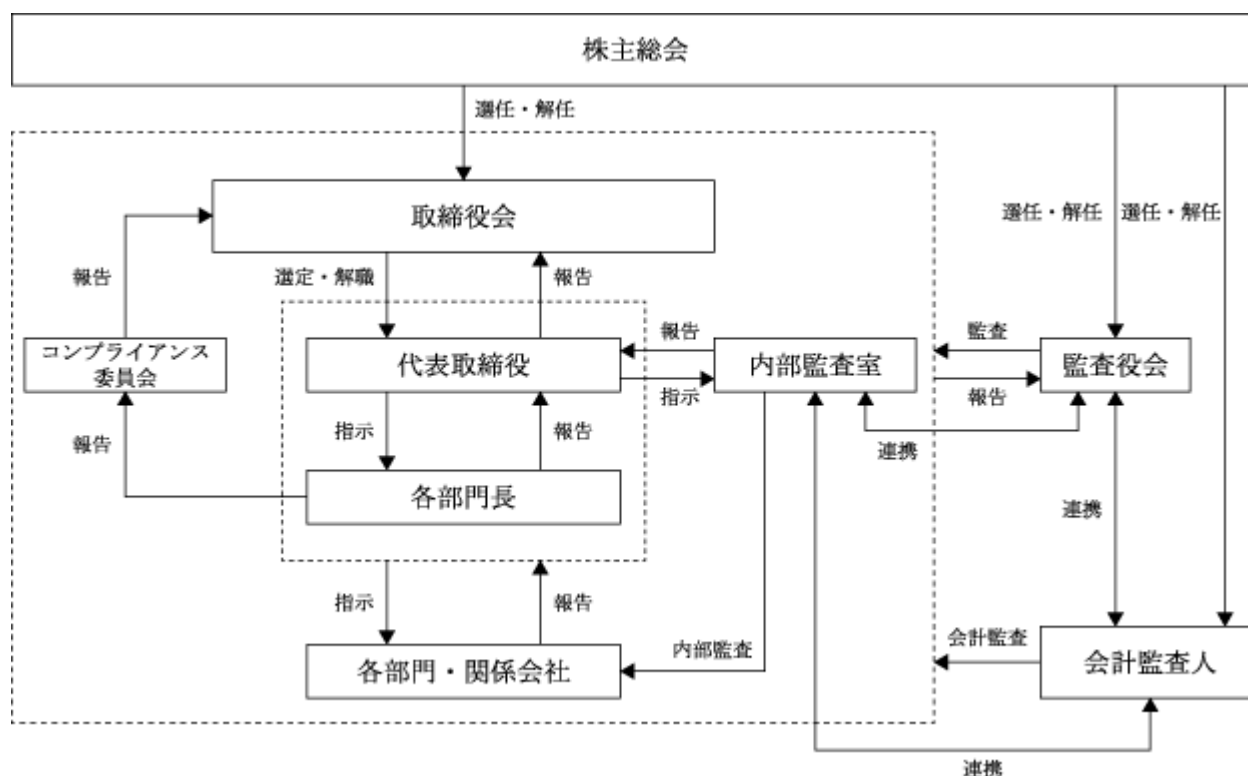 株主総会
選任・解任
取締役会
選任・解任
選任・解任
報告
選定・解職
報告
コンプライアンス
委員会
代表取締役
報告
指示
内部監査室
監査
報告
監査役会
報告
指示
報告
連携
各部門長
連携
指示
報告
各部門・関係会社
内部監査
会計監査
会計監査人
連携